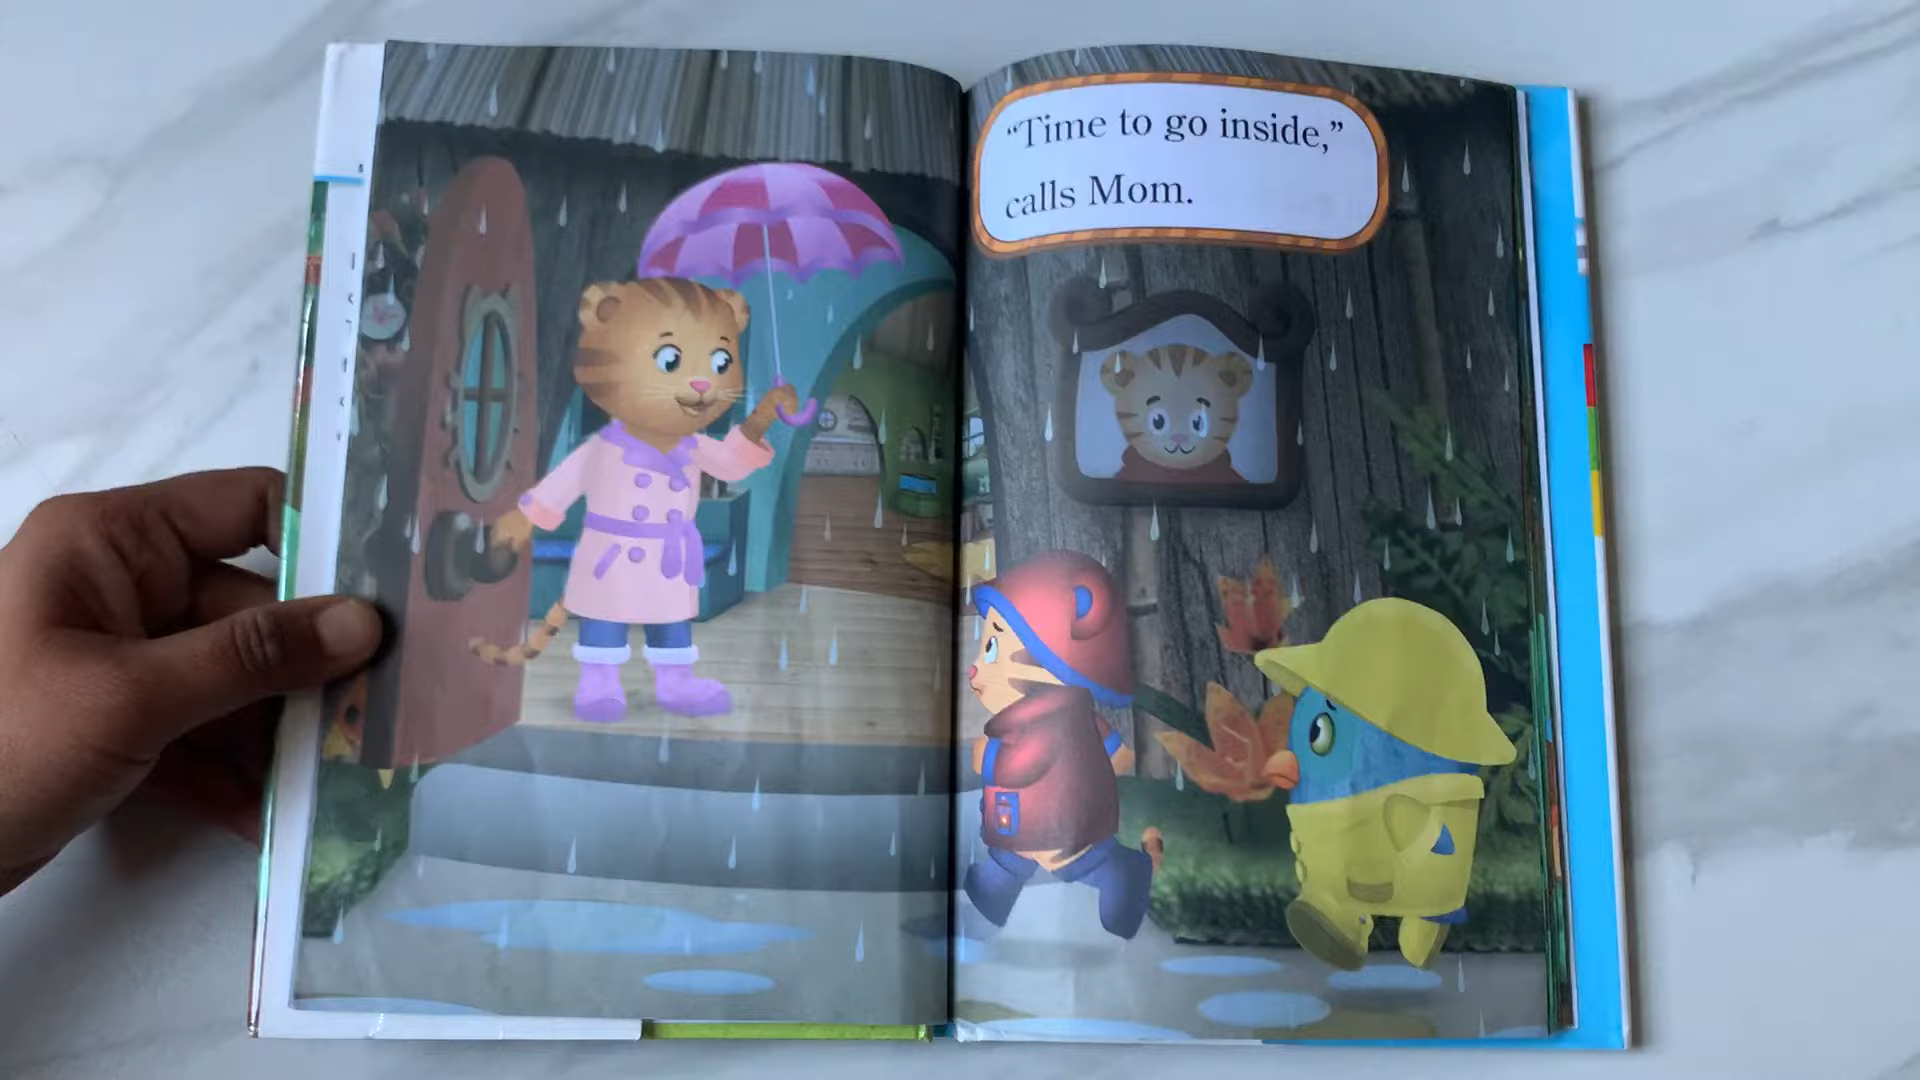 “Time to go inside,”
calls Mom.